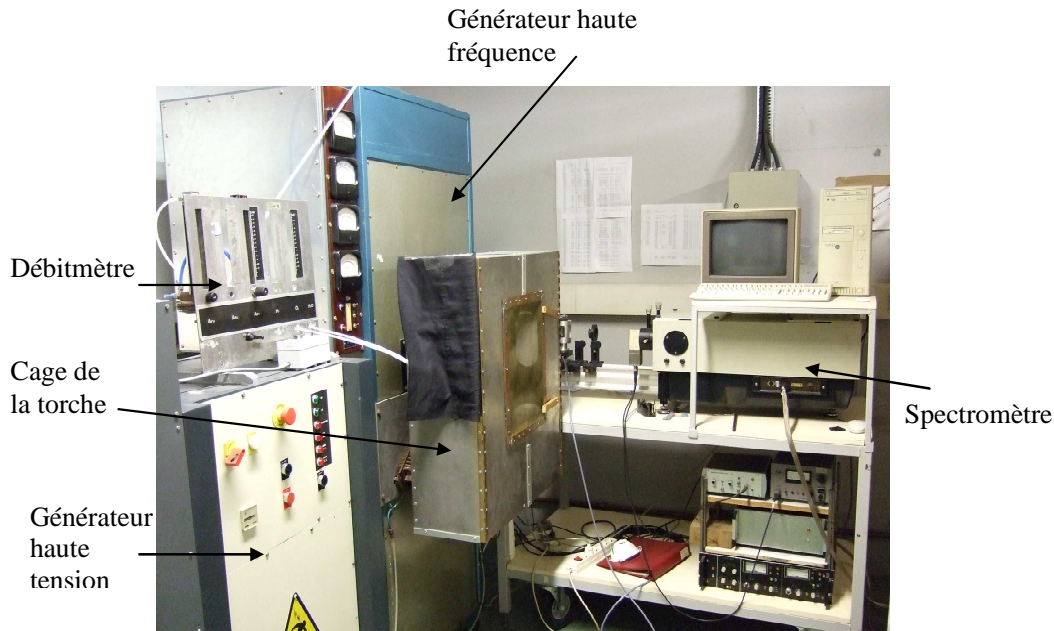 Générateur haute
fréquence
Débitmètre
Cage de
la torche
Spectromètre
Générateur
haute
tension